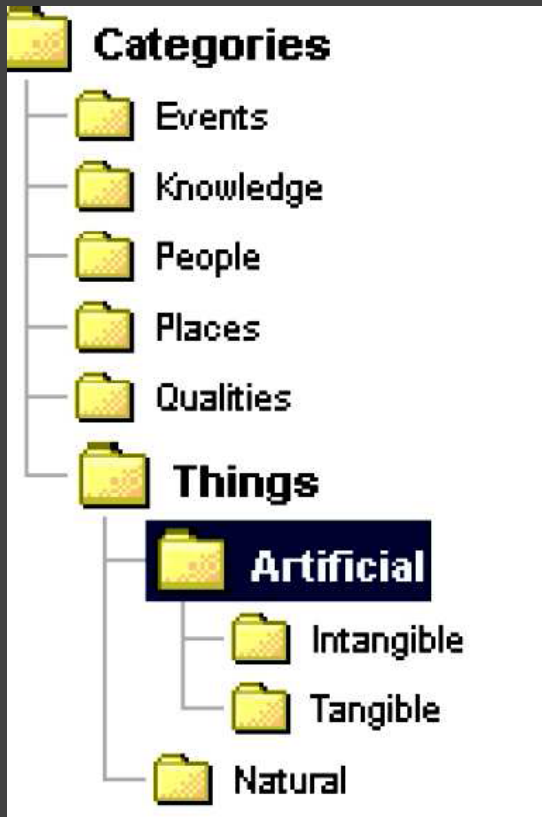 Categories
Events
Knowledge
People
Places
Qualities
Things
Artificial
Intangible
Tangible
Natural